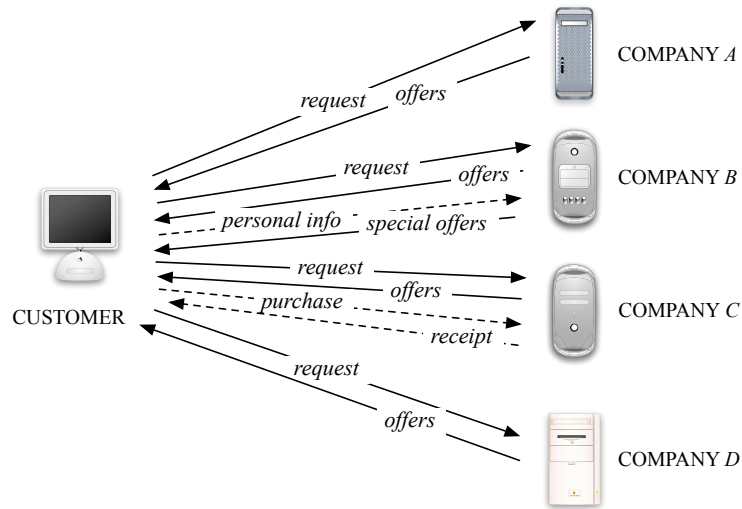 COMPANY A
request
offers
COMPANY B
request
offers
personal info
special offers
CUSTOMER
request
offers
purchase
receipt
COMPANY C
request
offers
COMPANY D